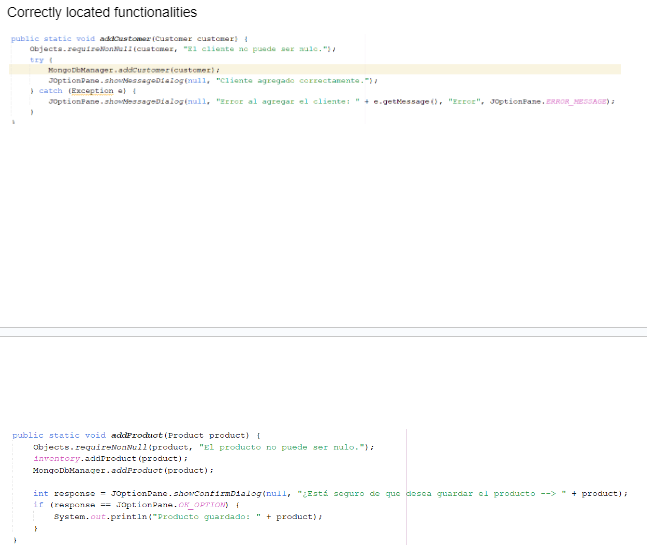 Correctly located functionalities
public static void addCustomer(Customer customer) {
Objects.requireNonNull(customer, "El cliente no puede ser nulo.");
try {
MongoDbManager.addCustomer(customer);
JOptionPane.showMessageDialog(null, "Cliente agregado correctamente.");
} catch (Exception e) {
JOptionPane.showMessageDialog(null, "Error al agregar el cliente: " + e.getMessage(), "Error", JOptionPane.ERROR_MESSAGE);
}
}
public static void addProduct(Product product) {
Objects.requireNonNull(product, "El producto no puede ser nulo.");
inventory.addProduct(product);
MongoDbManager.addProduct(product);
int response = JOptionPane.showConfirmDialog(null, "¿Está seguro de que desea guardar el producto --> " + product);
if (response == JOptionPane.OK_OPTION) {
System.out.println("Producto guardado: " + product);
}
}